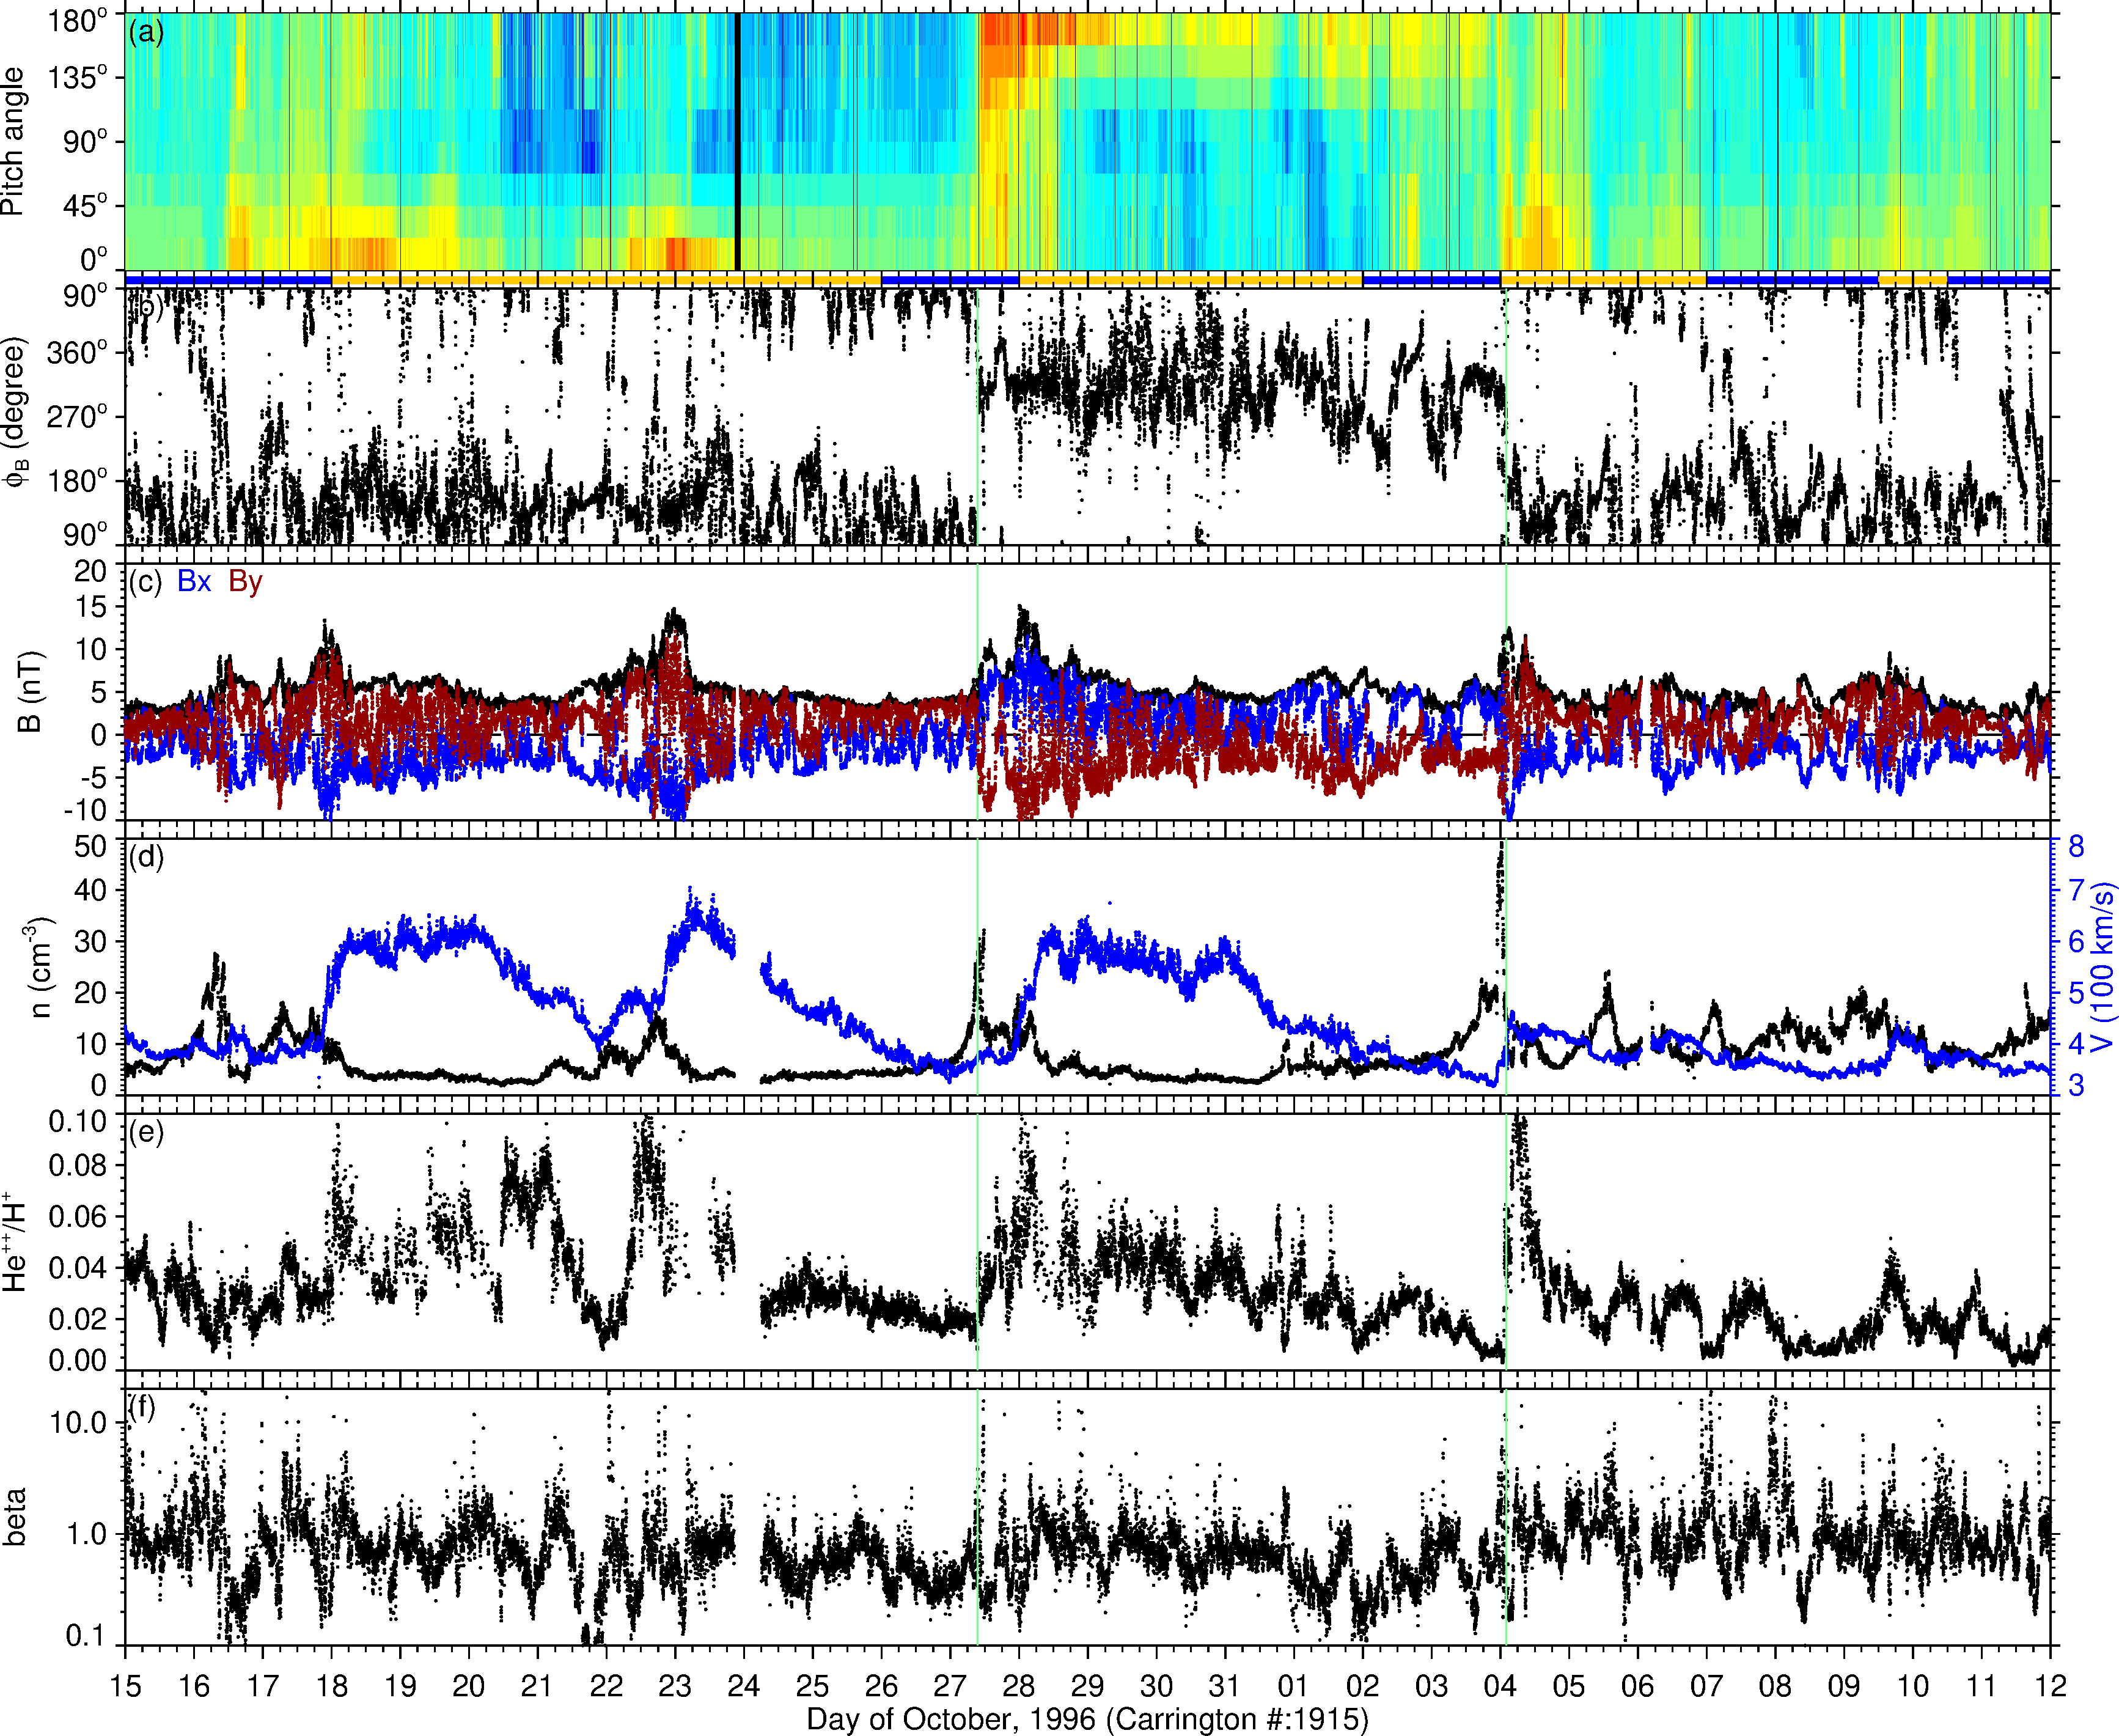 180°
135°
90°
45°
0°
Pitch angle
(a)
90°
360°
270°
180°
90°
ϕB (degree)
(b)
20
15
10
5
0
-5
-10
B (nT)
(c) Bx By
50
40
30
20
10
0
n (cm-3)
(d)
8
7
6
5
4
3
V (100 km/s)
0.10
0.08
0.06
0.04
0.02
0.00
He++/H+
(e)
10.0
1.0
0.1
beta
(f)
15 16 17 18 19 20 21 22 23 24 25 26 27 28 29 30 31 01 02 03 04 05 06 07 08 09 10 11 12
Day of October, 1996 (Carrington #:1915)